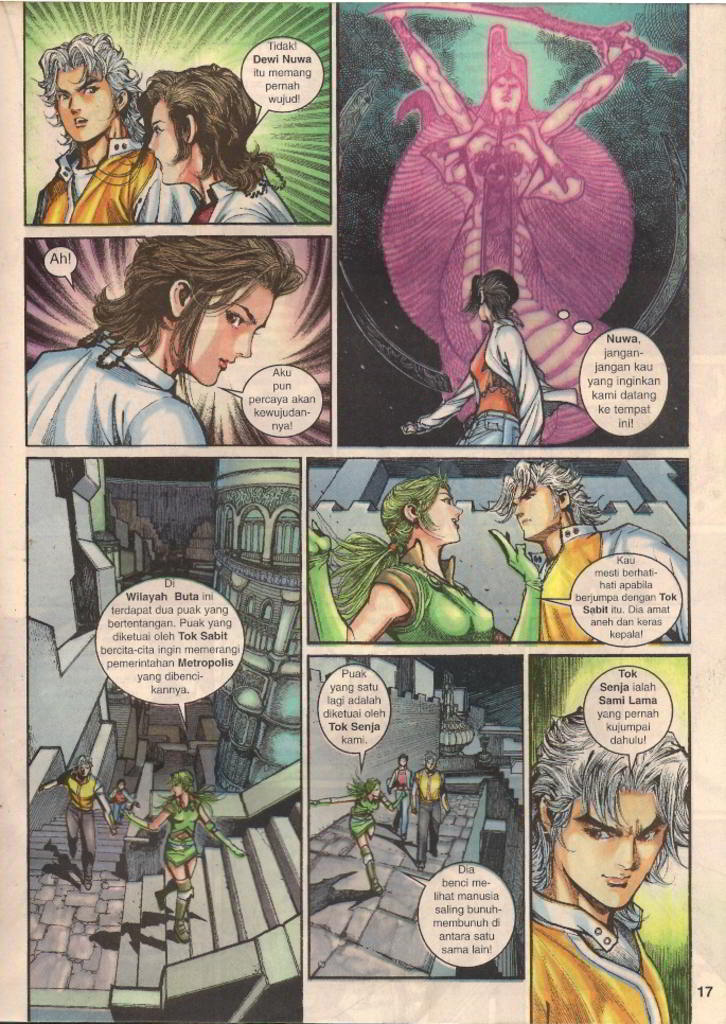 Tidak!
Dewi Nuwa
itu memang
pernah
wujud!
Ah!
Aku
pun
percaya akan
kewujudan-
nya!
Nuwa,
jangan-
jangan kau
yang inginkan
kami datang
ke tempat
ini!
Di
Wilayah Buta ini
terdapat dua puak yang
bertentangan. Puak yang
diketuai oleh Tok Sabit
bercita-cita ingin memerangi
pemerintahan Metropolis
yang dibenci-
kannya.
Kau
mesti berhati-
hati apabila
berjumpa dengan Tok
Sabit itu. Dia amat
aneh dan keras
kepala!
Puak
yang satu
lagi adalah
diketuai oleh
Tok Senja
kami.
Dia
benci me-
lihat manusia
saling bunuh-
membunuh di
antara satu
sama lain!
Tok
Senja ialah
Sami Lama
yang pernah
kujumpai
dahulu!
17